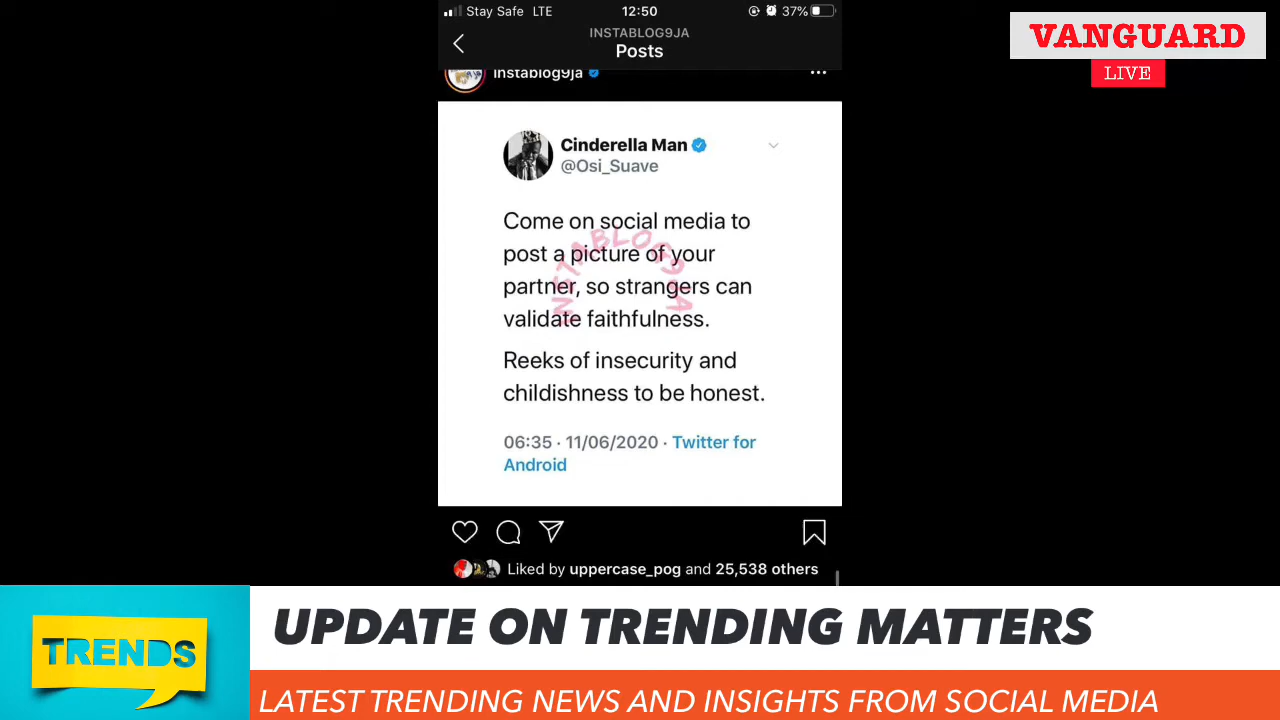 Stay Safe LTE 12:50 37%
INSTABLOG9JA
Posts
VANGUARD
LIVE
instablog9ja
Cinderella Man
@Osi_Suave
Come on social media to
post a picture of your
partner, so strangers can
validate faithfulness.
INSTABLOG9JA
Reeks of insecurity and
childishness to be honest.
06:35 · 11/06/2020 · Twitter for
Android
Liked by uppercase_pog and 25,538 others
TRENDS
UPDATE ON TRENDING MATTERS
LATEST TRENDING NEWS AND INSIGHTS FROM SOCIAL MEDIA